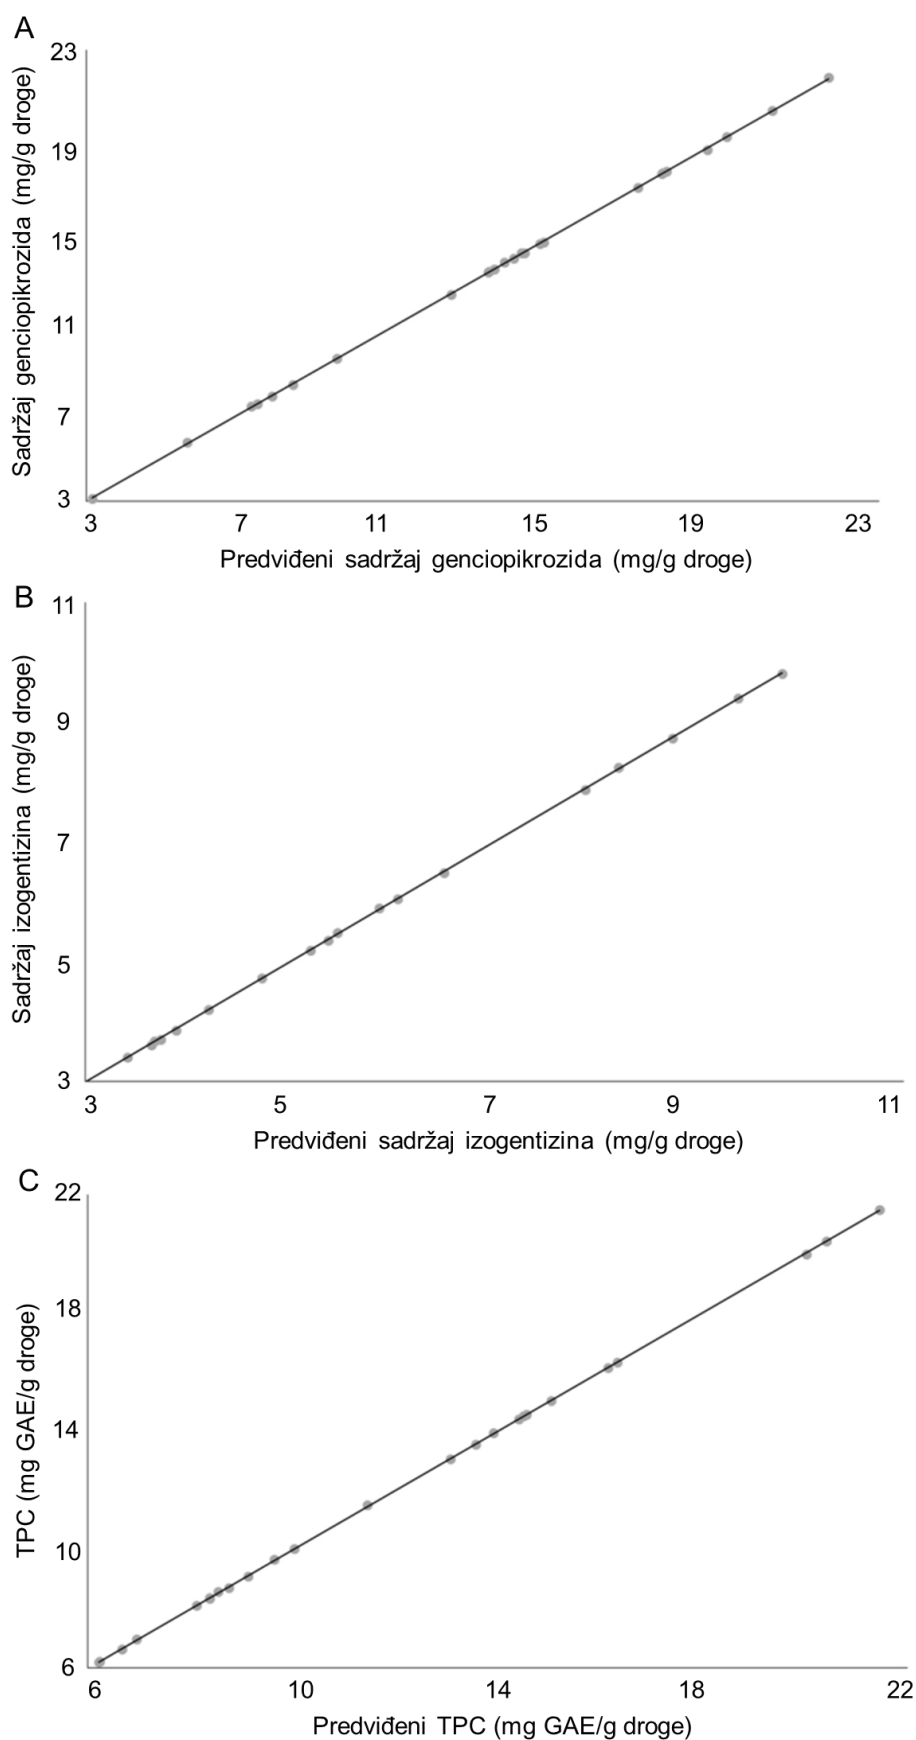 A
Sadržaj genciopikrozida (mg/g droge)
23
19
15
11
7
3
3 7 11 15 19 23
Predviđeni sadržaj genciopikrozida (mg/g droge)
B
Sadržaj izogentizina (mg/g droge)
11
9
7
5
3
3 5 7 9 11
Predviđeni sadržaj izogentizina (mg/g droge)
C
TPC (mg GAE/g droge)
22
18
14
10
6
6 10 14 18 22
Predviđeni TPC (mg GAE/g droge)